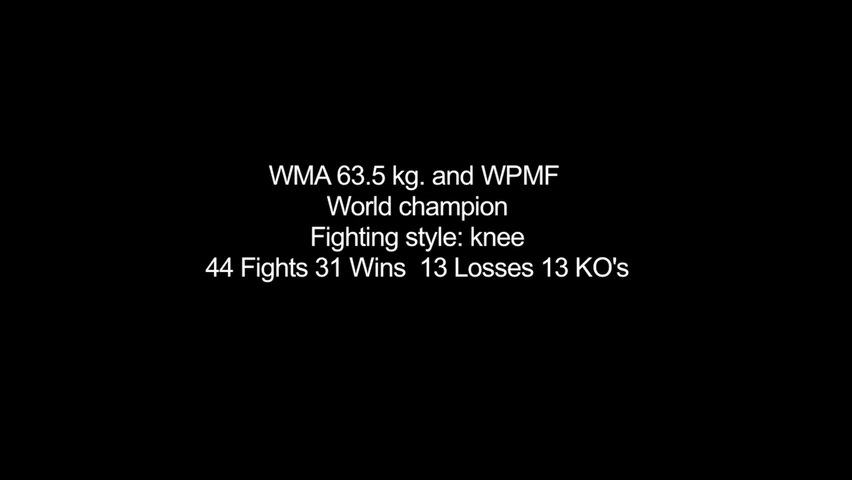 WMA 63.5 kg. and WPMF
World champion
Fighting style: knee
44 Fights 31 Wins  13 Losses 13 KO's